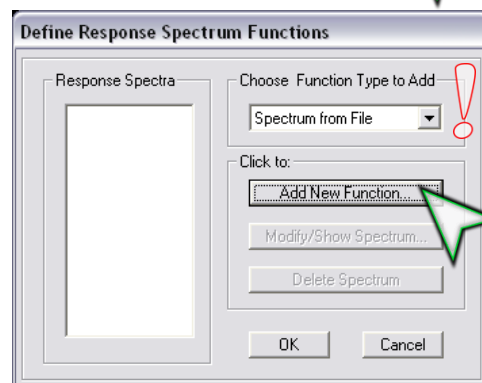 Define Response Spectrum Functions
Response Spectra
Choose Function Type to Add
Spectrum from File
Click to:
Add New Function...
Modify/Show Spectrum...
Delete Spectrum
OK
Cancel